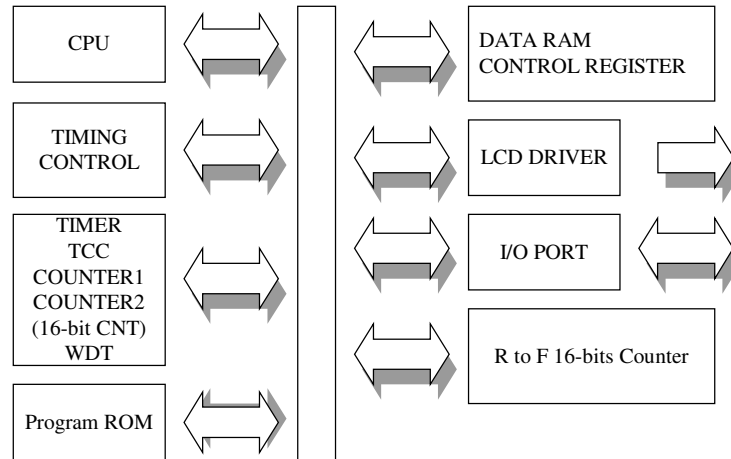 CPU
TIMING
CONTROL
TIMER
TCC
COUNTER1
COUNTER2
(16-bit CNT)
WDT
Program ROM
DATA RAM
CONTROL REGISTER
LCD DRIVER
I/O PORT
R to F 16-bits Counter